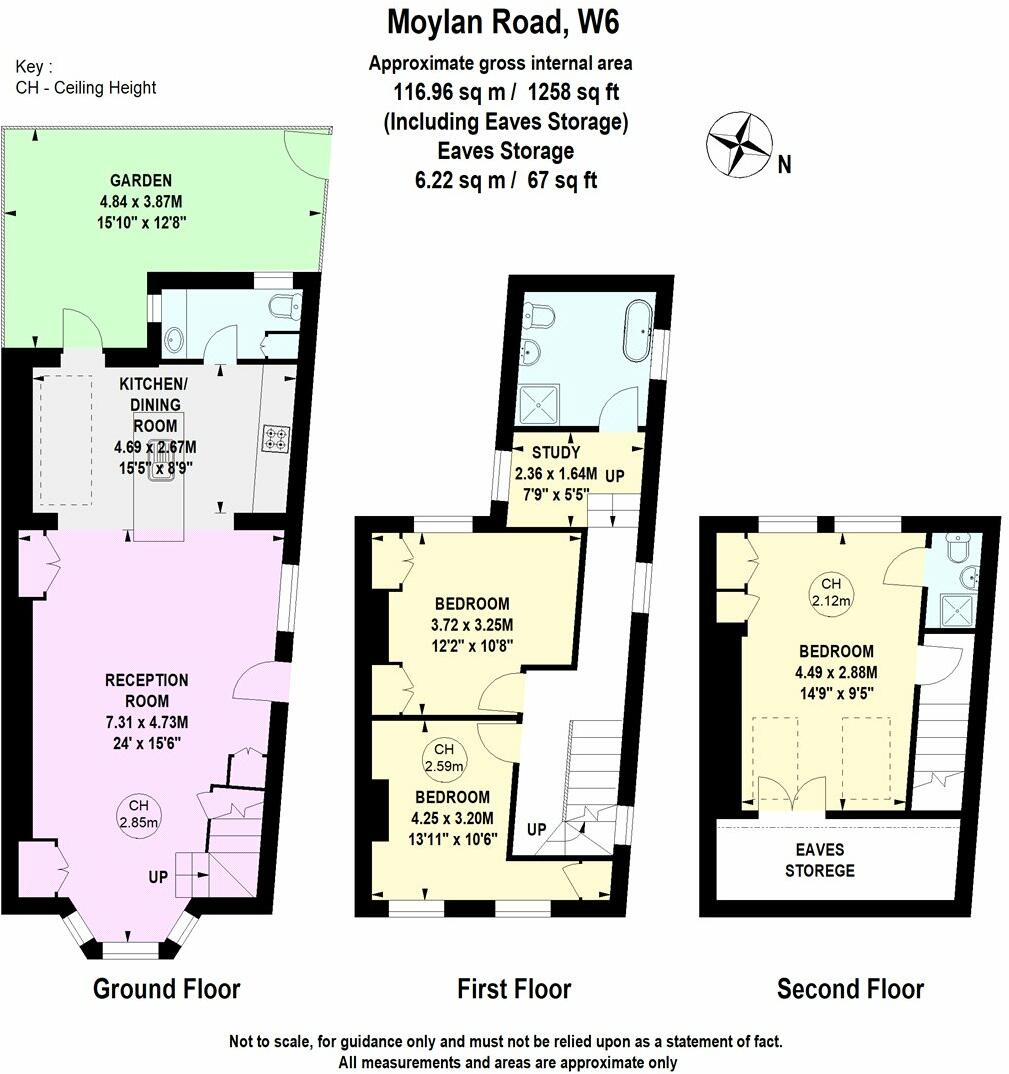 Moylan Road, W6
Approximate gross internal area
116.96 sq m / 1258 sq ft
(Including Eaves Storage)
Eaves Storage
6.22 sq m / 67 sq ft
Key :
CH - Ceiling Height
N
GARDEN
4.84 x 3.87M
15'10" x 12'8"
KITCHEN/
DINING
ROOM
4.69 x 2.67M
15'5" x 8'9"
RECEPTION
ROOM
7.31 x 4.73M
24' x 15'6"
CH
2.85m
UP
Ground Floor
STUDY
2.36 x 1.64M
7'9" x 5'5"
UP
BEDROOM
3.72 x 3.25M
12'2" x 10'8"
CH
2.59m
BEDROOM
4.25 x 3.20M
13'11" x 10'6"
UP
First Floor
CH
2.12m
BEDROOM
4.49 x 2.88M
14'9" x 9'5"
EAVES
STOREGE
Second Floor
Not to scale, for guidance only and must not be relied upon as a statement of fact.
All measurements and areas are approximate only